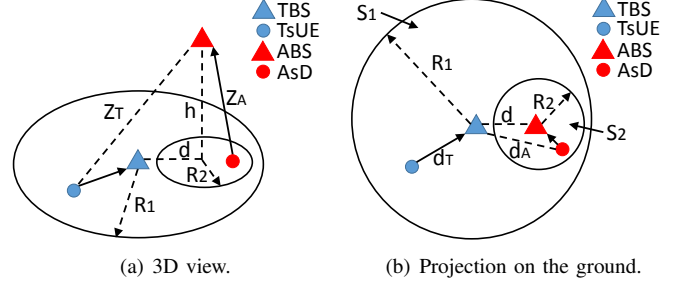 TBS
TsUE
ABS
AsD
ZT
ZA
h
d
R2
R1
(a) 3D view.
S1
TBS
TsUE
ABS
AsD
R1
d
R2
S2
dT
dA
(b) Projection on the ground.